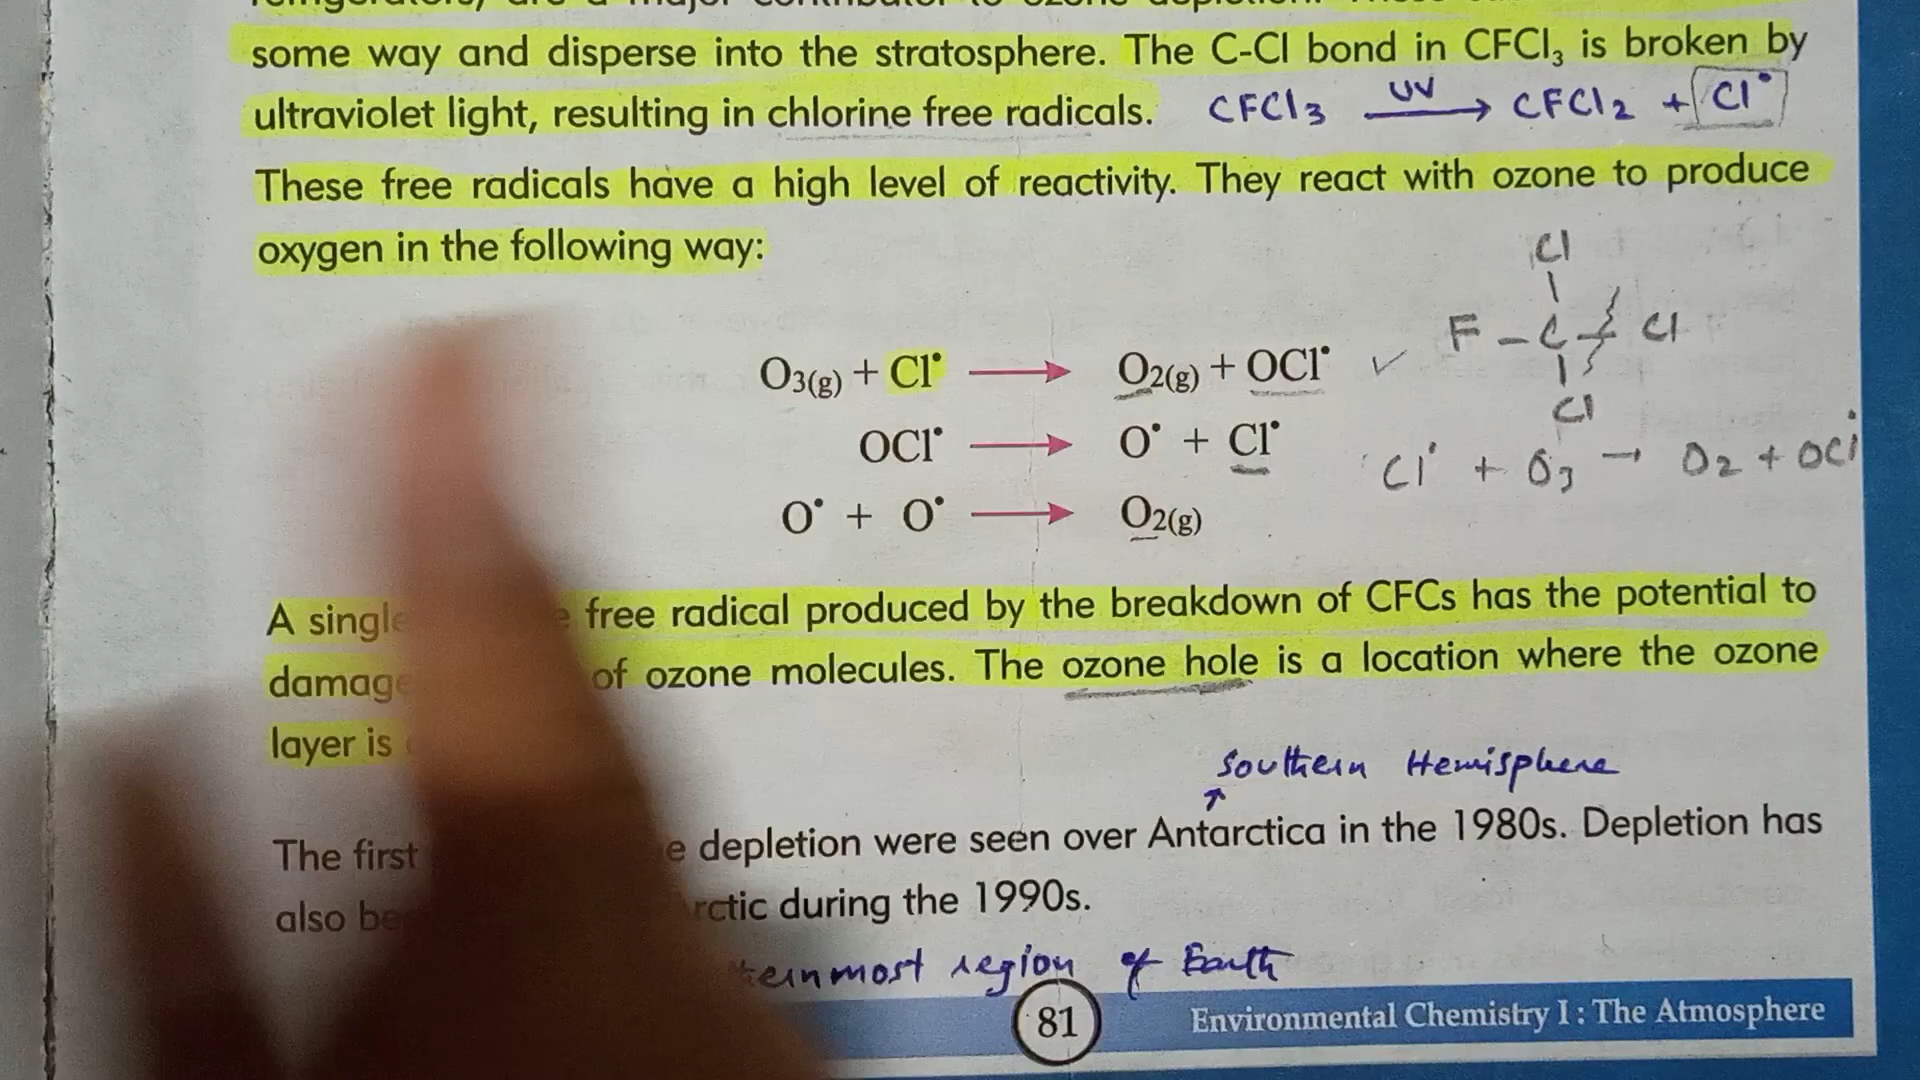 some way and disperse into the stratosphere. The C-Cl bond in CFCl₃ is broken by
ultraviolet light, resulting in chlorine free radicals. CFCl3 UV → CFCl2 + Cl•
These free radicals have a high level of reactivity. They react with ozone to produce
oxygen in the following way:
Cl
F - C - Cl
Cl
O3(g) + Cl• → O2(g) + OCl• ✓
OCl• → O• + Cl•
Cl• + O3 → O2 + OCl•
O• + O• → O2(g)
A single free radical produced by the breakdown of CFCs has the potential to
damage of ozone molecules. The ozone hole is a location where the ozone
layer is
Southern Hemisphere
↑
The first depletion were seen over Antarctica in the 1980s. Depletion has
also during the 1990s.
region of Earth
81 Environmental Chemistry I : The Atmosphere